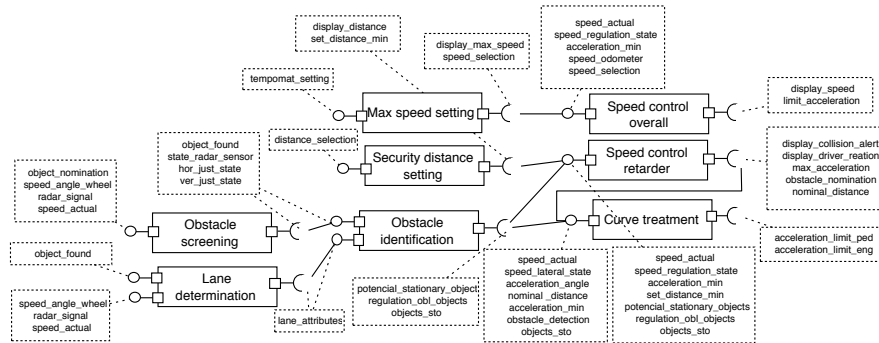 display_distance
set_distance_min
display_max_speed
speed_selection
speed_actual
speed_regulation_state
acceleration_min
speed_odometer
speed_selection
tempomat_setting
display_speed
limit_acceleration
Max speed setting
Speed control
overall
object_found
state_radar_sensor
hor_just_state
ver_just_state
distance_selection
Security distance
setting
Speed control
retarder
display_collision_alert
display_driver_reation
max_acceleration
obstacle_nomination
nominal_distance
object_nomination
speed_angle_wheel
radar_signal
speed_actual
Obstacle
screening
Obstacle
identification
Curve treatment
acceleration_limit_ped
acceleration_limit_eng
object_found
Lane
determination
speed_angle_wheel
radar_signal
speed_actual
lane_attributes
potencial_stationary_object
regulation_obl_objects
objects_sto
speed_actual
speed_lateral_state
acceleration_angle
nominal_distance
acceleration_min
obstacle_detection
objects_sto
speed_actual
speed_regulation_state
acceleration_min
set_distance_min
potencial_stationary_objects
regulation_obl_objects
objects_sto